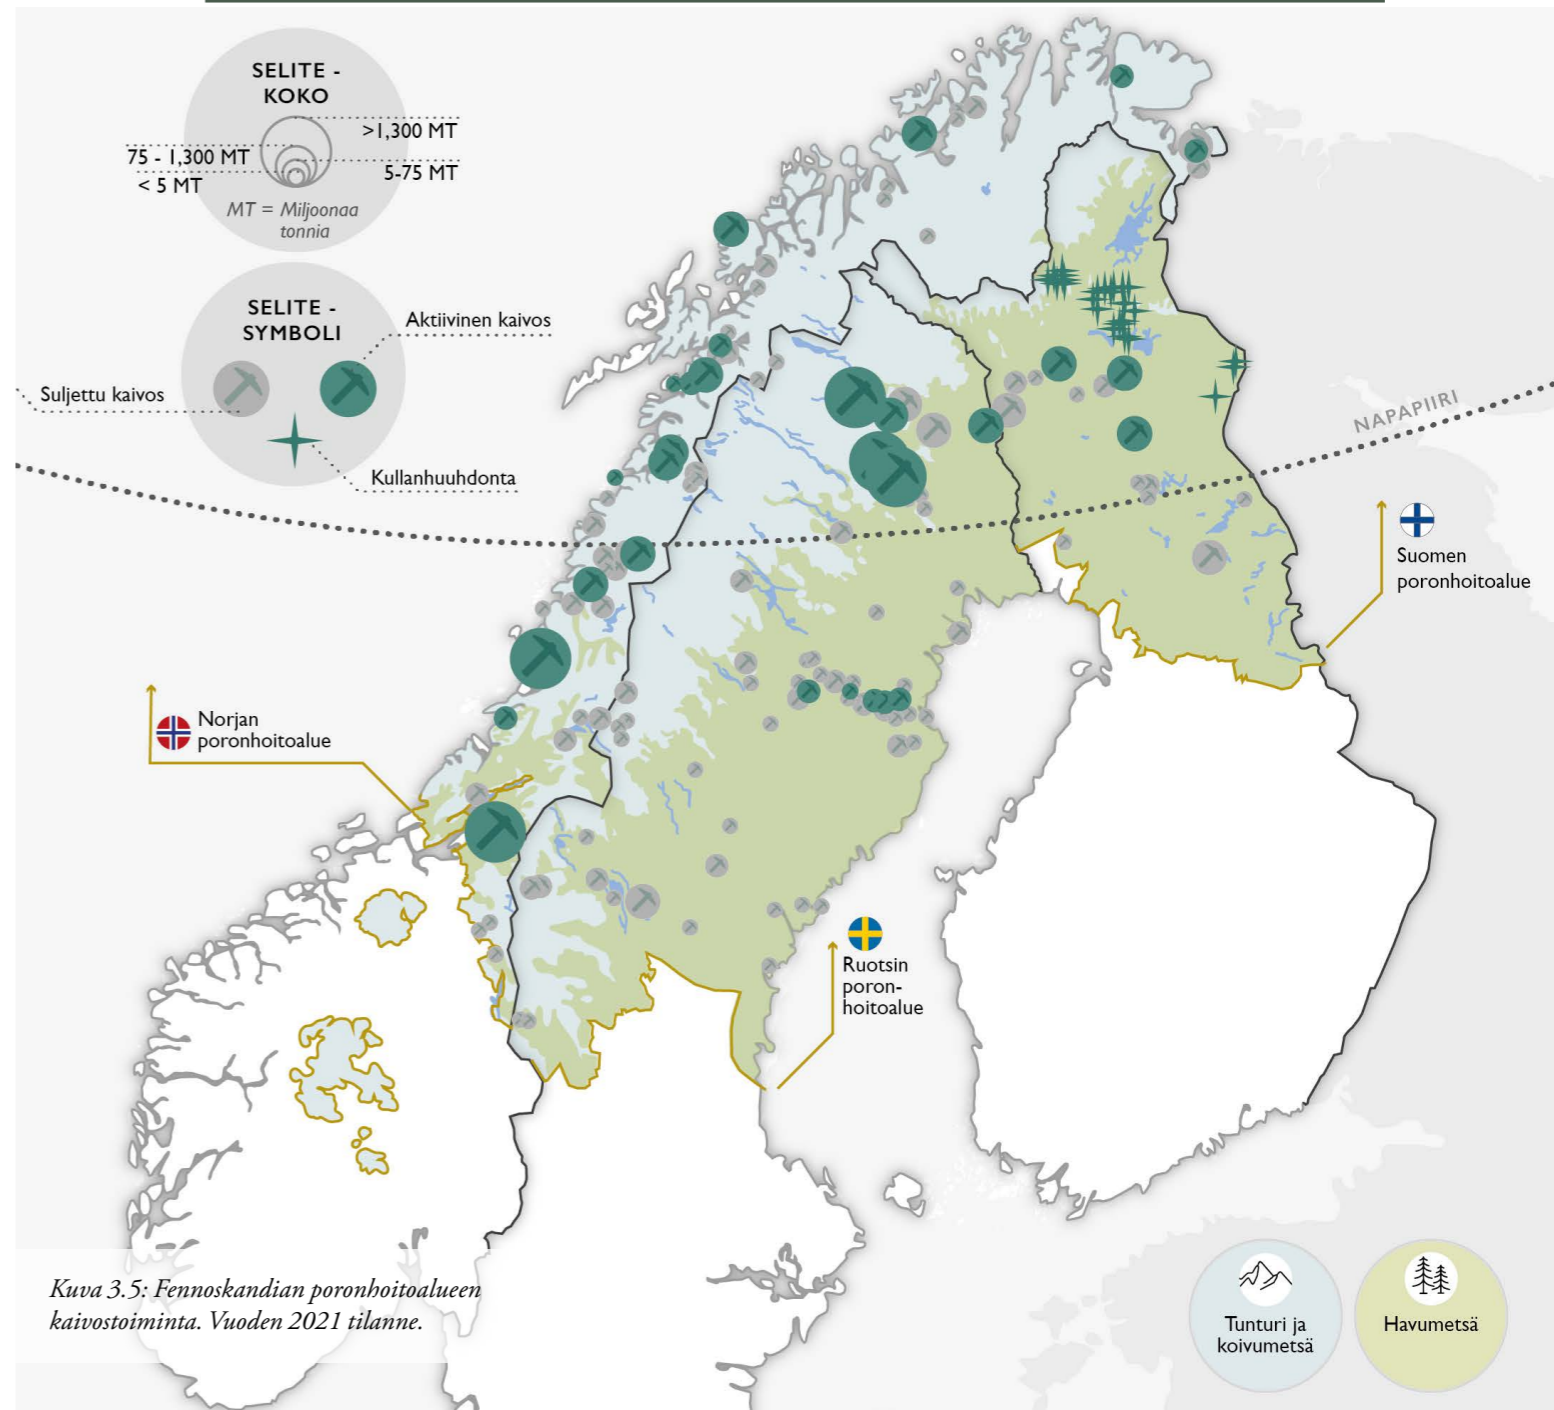 SELITE -
KOKO
>1,300 MT
75 - 1,300 MT
5-75 MT
< 5 MT
MT = Miljoonaa
tonnia
SELITE -
SYMBOLI
Aktiivinen kaivos
Suljettu kaivos
Kullanhuuhdonta
NAPAPIIRI
Suomen
poronhoitoalue
Norjan
poronhoitoalue
Ruotsin
poron-
hoitoalue
Kuva 3.5: Fennoskandian poronhoitoalueen
kaivostoiminta. Vuoden 2021 tilanne.
Tunturi ja
koivumetsä
Havumetsä